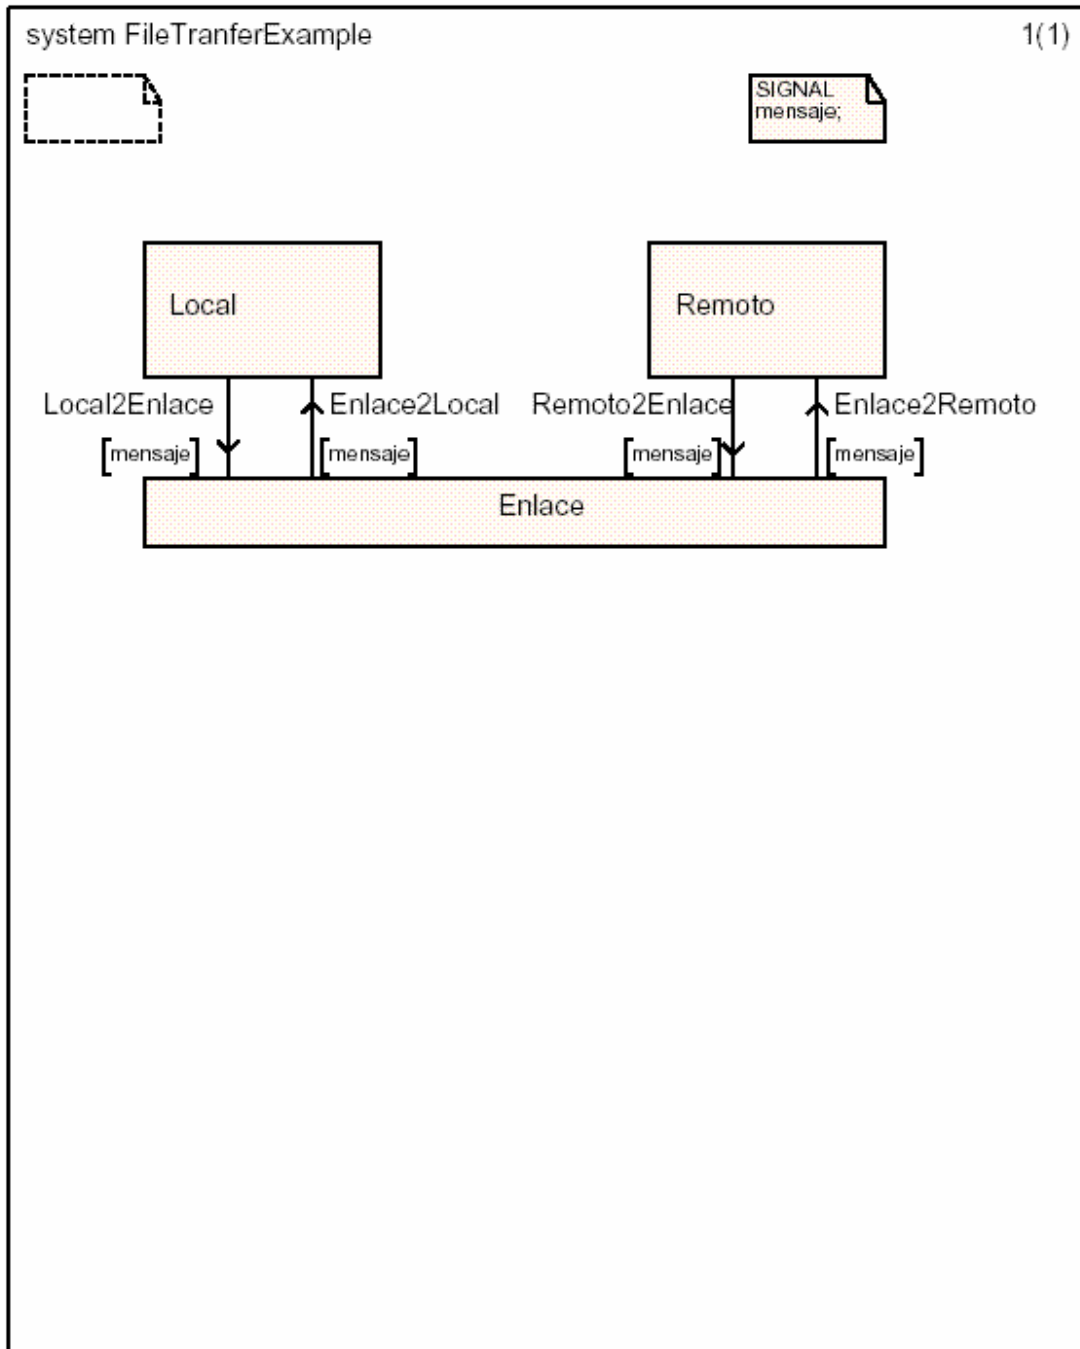 system FileTranferExample 1(1)
SIGNAL
mensaje;
Local
Remoto
Local2Enlace
Enlace2Local
Remoto2Enlace
Enlace2Remoto
[mensaje]
[mensaje]
[mensaje]
[mensaje]
Enlace